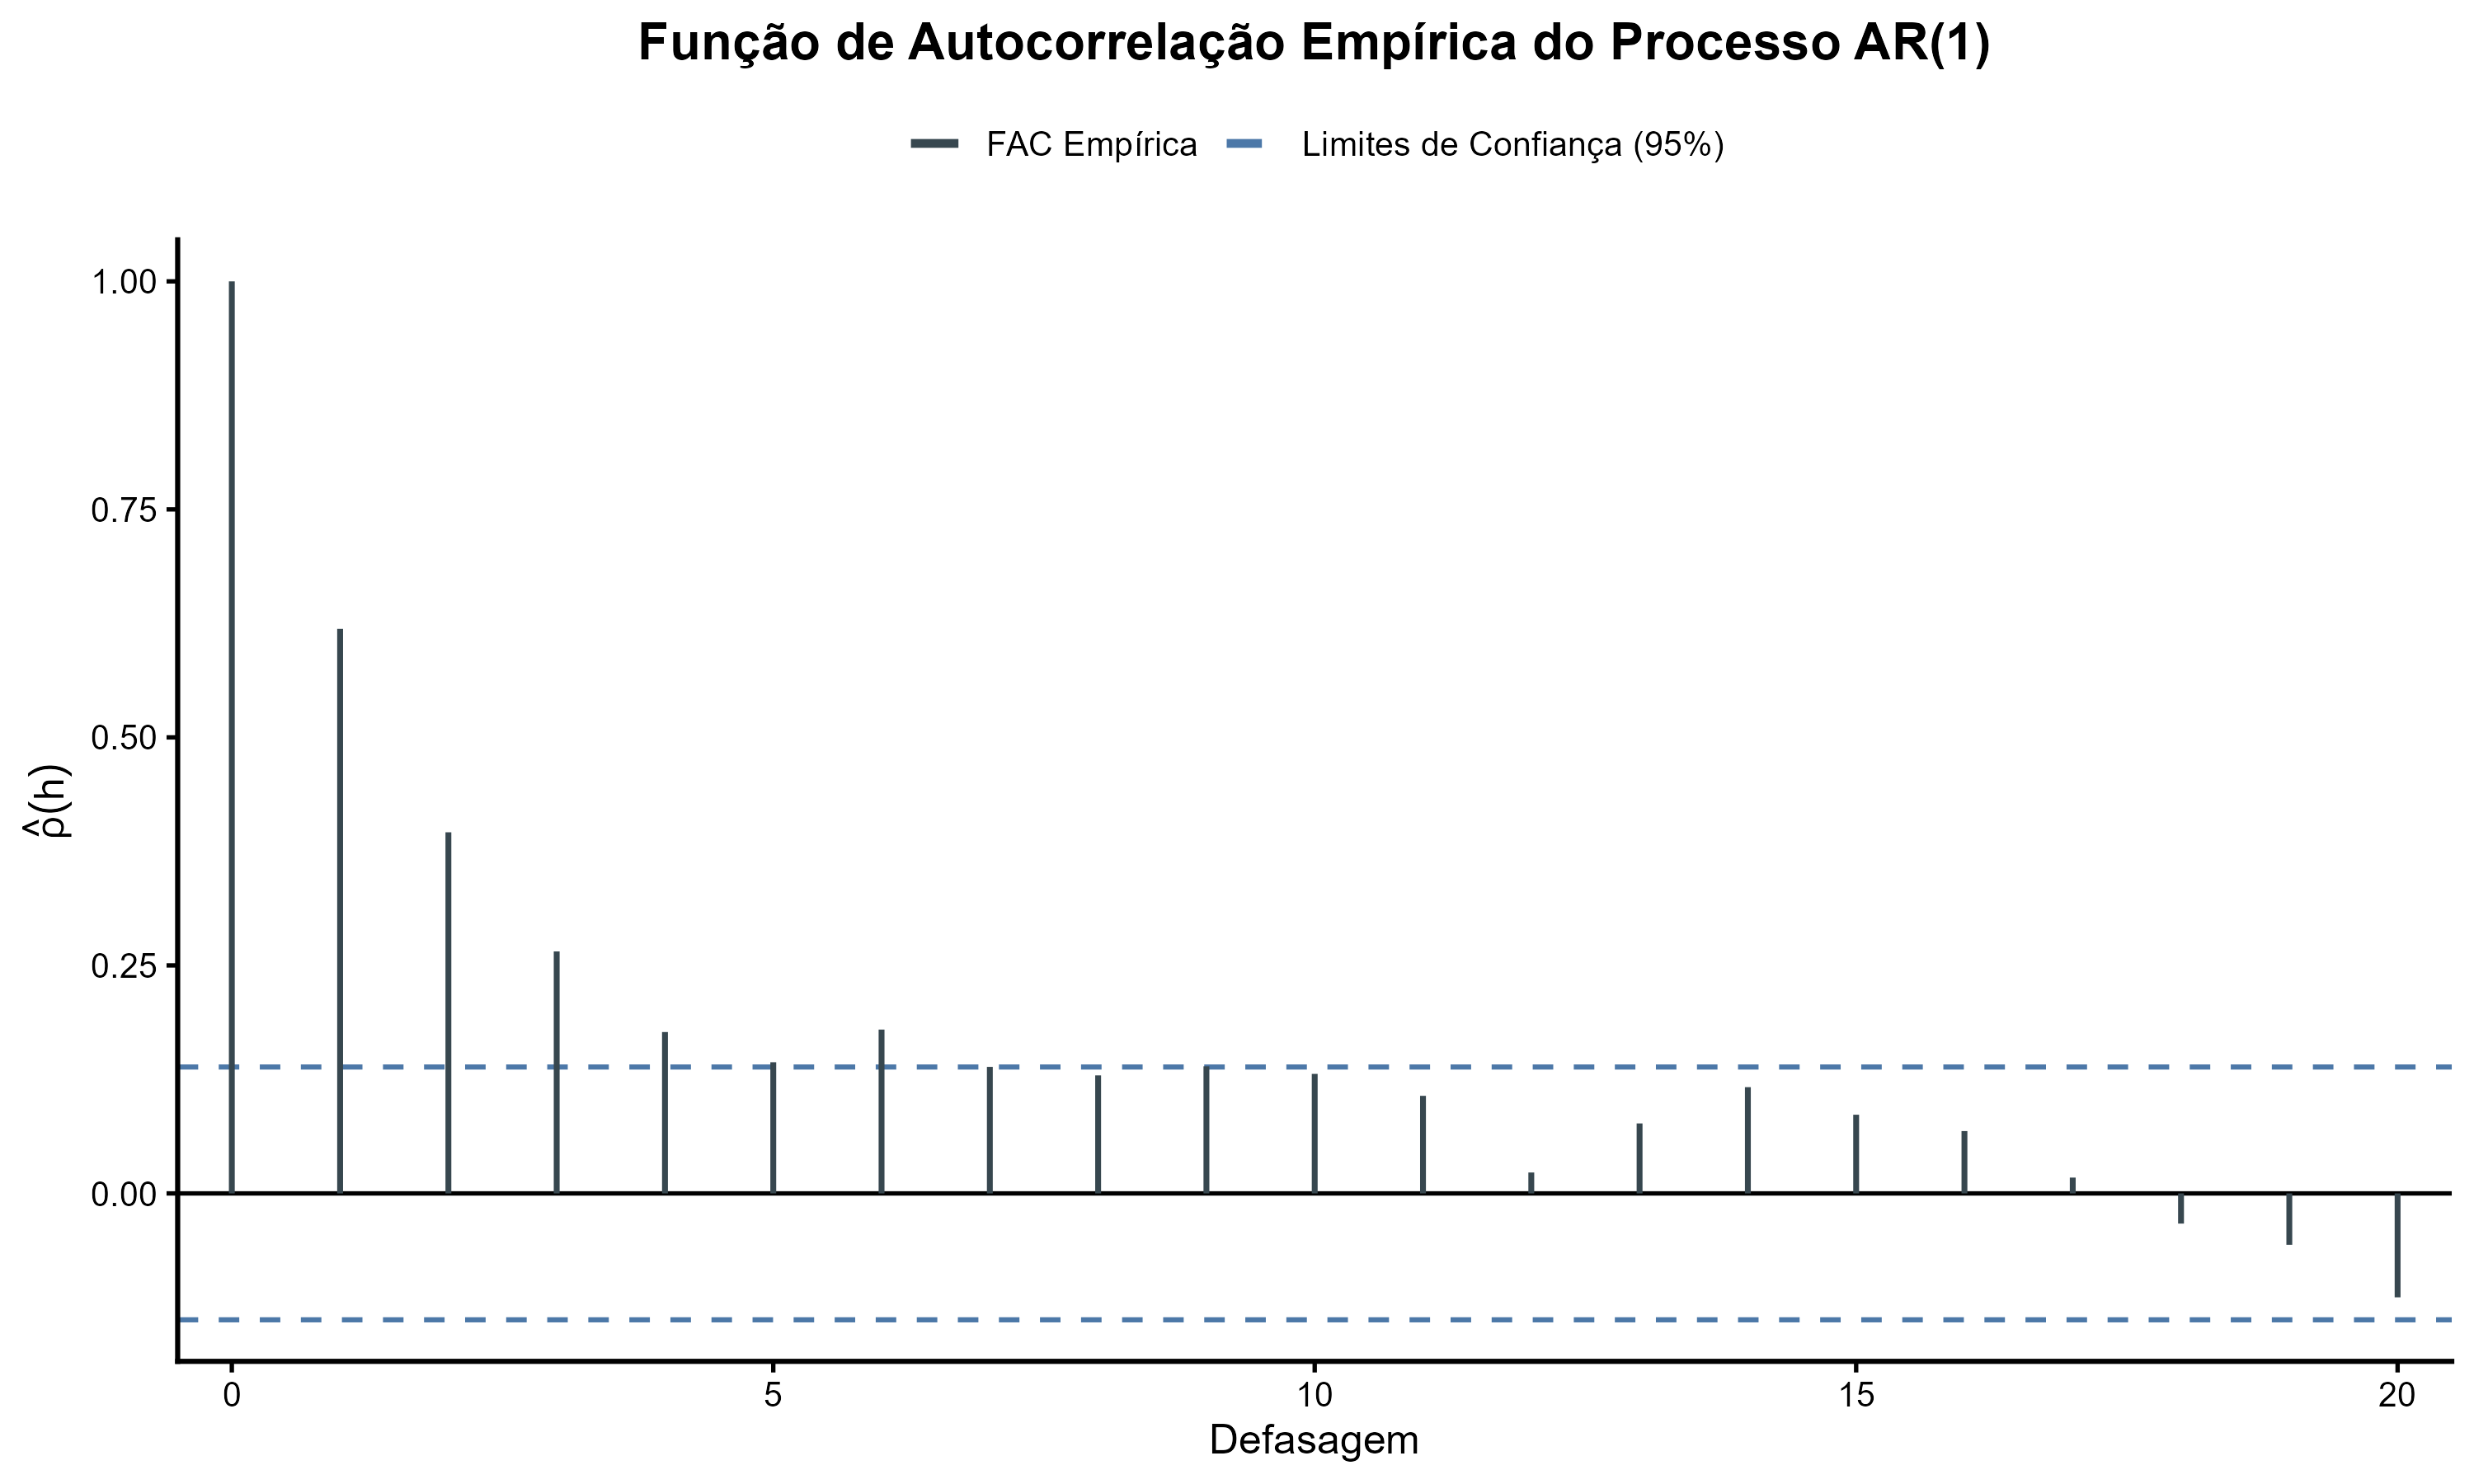 Função de Autocorrelação Empírica do Processo AR(1)
FAC Empírica Limites de Confiança (95%)
1.00
0.75
0.50
0.25
0.00
ρ̂(h)
0 5 10 15 20
Defasagem